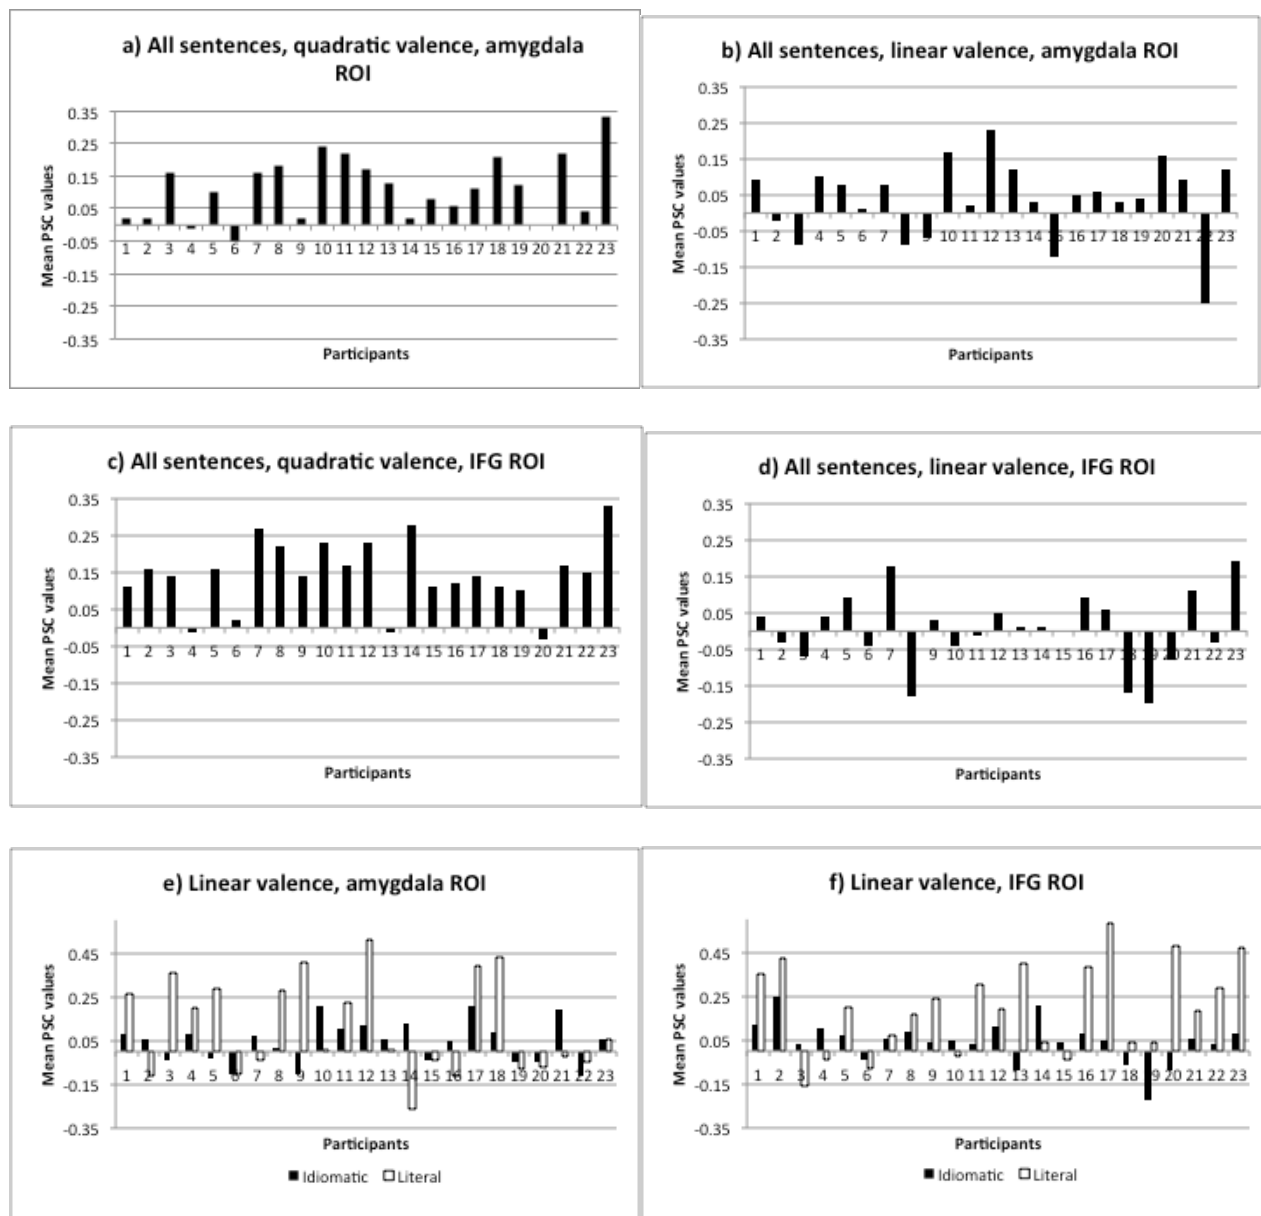 a) All sentences, quadratic valence, amygdala
ROI
0.35
0.25
0.15
0.05
-0.05
-0.15
-0.25
-0.35
Mean PSC values
1 2 3 4 5 6 7 8 9 10 11 12 13 14 15 16 17 18 19 20 21 22 23
Participants
b) All sentences, linear valence, amygdala ROI
0.35
0.25
0.15
0.05
-0.05
-0.15
-0.25
-0.35
Mean PSC values
1 2 3 4 5 6 7 8 9 10 11 12 13 14 15 16 17 18 19 20 21 22 23
Participants
c) All sentences, quadratic valence, IFG ROI
0.35
0.25
0.15
0.05
-0.05
-0.15
-0.25
-0.35
Mean PSC values
1 2 3 4 5 6 7 8 9 10 11 12 13 14 15 16 17 18 19 20 21 22 23
Participants
d) All sentences, linear valence, IFG ROI
0.35
0.25
0.15
0.05
-0.05
-0.15
-0.25
-0.35
Mean PSC values
1 2 3 4 5 6 7 9 10 11 12 13 14 15 16 17 18 19 20 21 22 23
Participants
e) Linear valence, amygdala ROI
0.45
0.25
0.05
-0.15
-0.35
Mean PSC values
1 2 3 4 5 6 7 8 9 10 11 12 13 14 15 16 17 18 19 20 21 22 23
Participants
Idiomatic Literal
f) Linear valence, IFG ROI
0.45
0.25
0.05
-0.15
-0.35
Mean PSC values
1 2 3 4 5 6 7 8 9 10 11 12 13 14 15 16 17 18 19 20 21 22 23
Participants
Idiomatic Literal